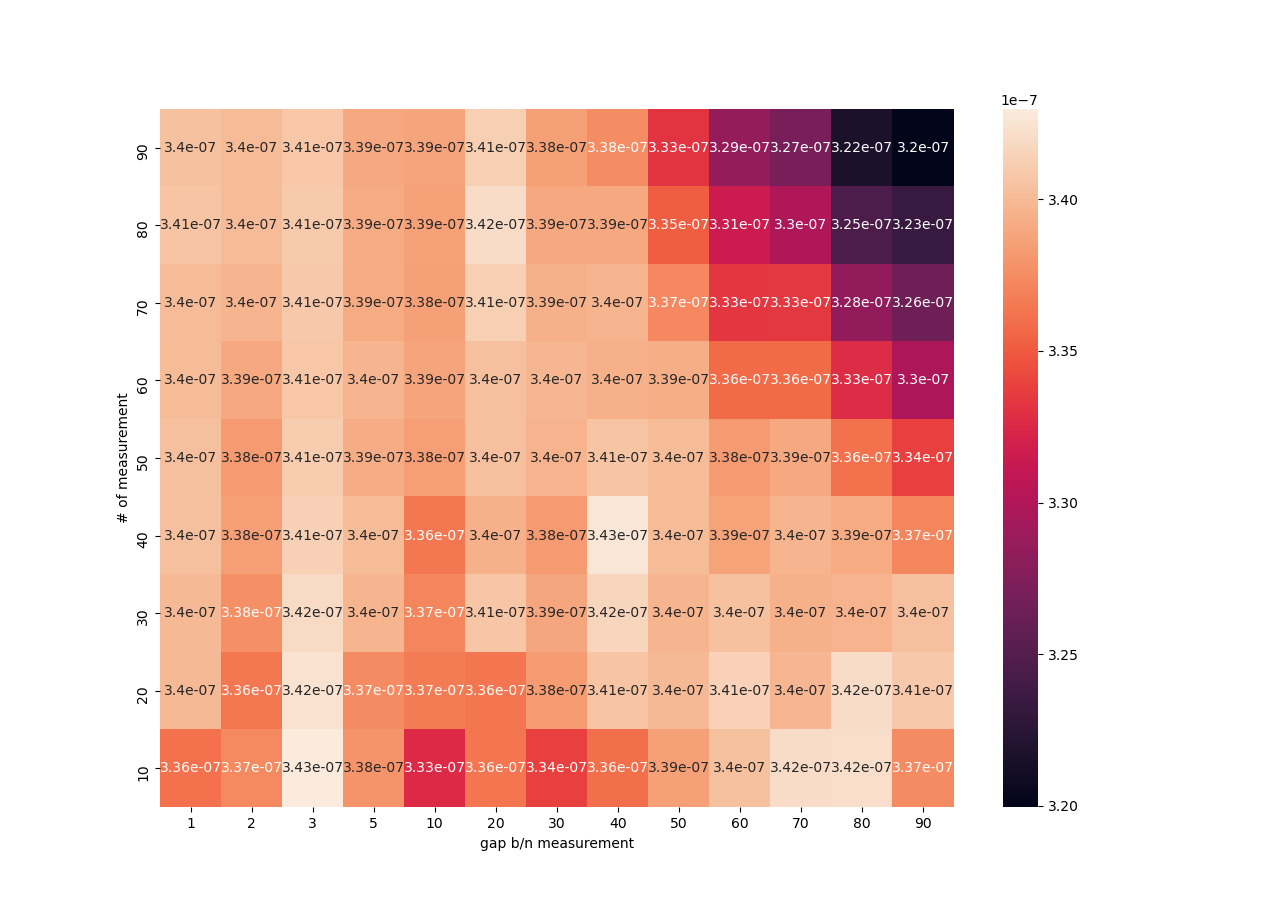 1e−7
90 3.4e-07 3.4e-07 3.41e-07 3.39e-07 3.39e-07 3.41e-07 3.38e-07 3.38e-07 3.33e-07 3.29e-07 3.27e-07 3.22e-07 3.2e-07
3.40
80 3.41e-07 3.4e-07 3.41e-07 3.39e-07 3.39e-07 3.42e-07 3.39e-07 3.39e-07 3.35e-07 3.31e-07 3.3e-07 3.25e-07 3.23e-07
70 3.4e-07 3.4e-07 3.41e-07 3.39e-07 3.38e-07 3.41e-07 3.39e-07 3.4e-07 3.37e-07 3.33e-07 3.33e-07 3.28e-07 3.26e-07
3.35
60 3.4e-07 3.39e-07 3.41e-07 3.4e-07 3.39e-07 3.4e-07 3.4e-07 3.4e-07 3.39e-07 3.36e-07 3.36e-07 3.33e-07 3.3e-07
# of measurement
50 3.4e-07 3.38e-07 3.41e-07 3.39e-07 3.38e-07 3.4e-07 3.4e-07 3.41e-07 3.4e-07 3.38e-07 3.39e-07 3.36e-07 3.34e-07
3.30
40 3.4e-07 3.38e-07 3.41e-07 3.4e-07 3.36e-07 3.4e-07 3.38e-07 3.43e-07 3.4e-07 3.39e-07 3.4e-07 3.39e-07 3.37e-07
30 3.4e-07 3.38e-07 3.42e-07 3.4e-07 3.37e-07 3.41e-07 3.39e-07 3.42e-07 3.4e-07 3.4e-07 3.4e-07 3.4e-07 3.4e-07
3.25
20 3.4e-07 3.36e-07 3.42e-07 3.37e-07 3.37e-07 3.36e-07 3.38e-07 3.41e-07 3.4e-07 3.41e-07 3.4e-07 3.42e-07 3.41e-07
10 3.36e-07 3.37e-07 3.43e-07 3.38e-07 3.33e-07 3.36e-07 3.34e-07 3.36e-07 3.39e-07 3.4e-07 3.42e-07 3.42e-07 3.37e-07
3.20
1 2 3 5 10 20 30 40 50 60 70 80 90
gap b/n measurement